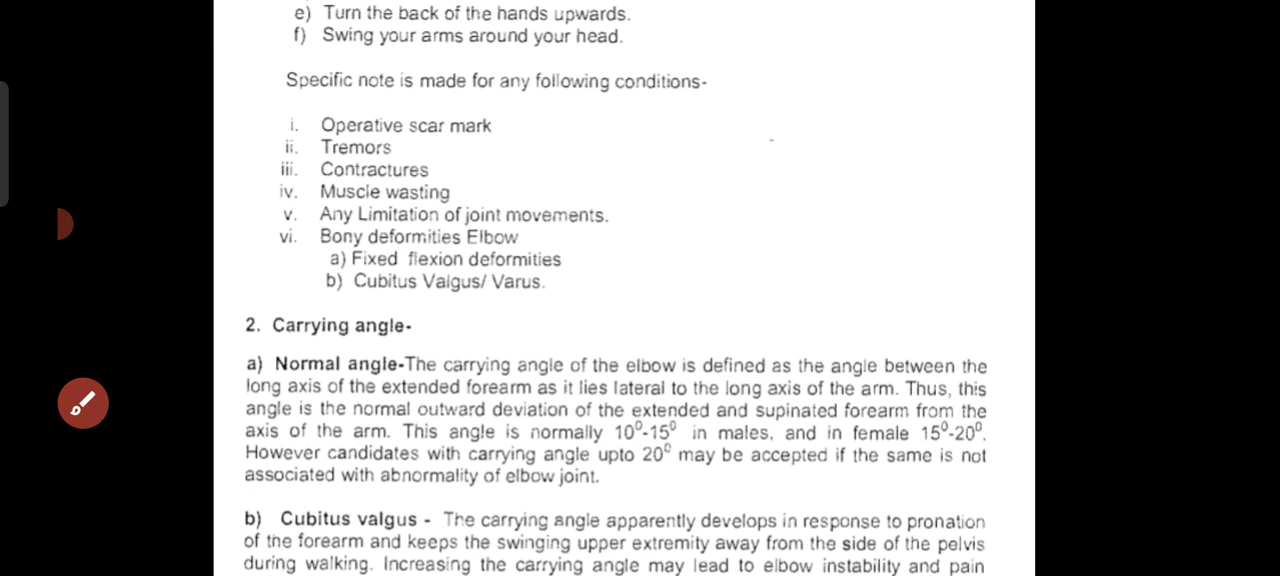 e) Turn the back of the hands upwards.
f) Swing your arms around your head.
Specific note is made for any following conditions-
i. Operative scar mark
ii. Tremors
iii. Contractures
iv. Muscle wasting
v. Any Limitation of joint movements.
vi. Bony deformities Elbow
a) Fixed flexion deformities
b) Cubitus Valgus/ Varus.
2. Carrying angle-
a) Normal angle-The carrying angle of the elbow is defined as the angle between the
long axis of the extended forearm as it lies lateral to the long axis of the arm. Thus, this
angle is the normal outward deviation of the extended and supinated forearm from the
axis of the arm. This angle is normally 10⁰-15⁰ in males, and in female 15⁰-20⁰.
However candidates with carrying angle upto 20⁰ may be accepted if the same is not
associated with abnormality of elbow joint.
b) Cubitus valgus - The carrying angle apparently develops in response to pronation
of the forearm and keeps the swinging upper extremity away from the side of the pelvis
during walking. Increasing the carrying angle may lead to elbow instability and pain